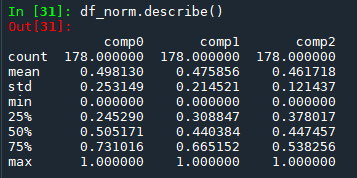 In [31]: df_norm.describe()
Out[31]:
            comp0       comp1       comp2
count  178.000000  178.000000  178.000000
mean     0.498130    0.475856    0.461718
std      0.253149    0.214521    0.121437
min      0.000000    0.000000    0.000000
25%      0.245290    0.308847    0.378017
50%      0.505171    0.440384    0.447457
75%      0.731016    0.665152    0.538256
max      1.000000    1.000000    1.000000